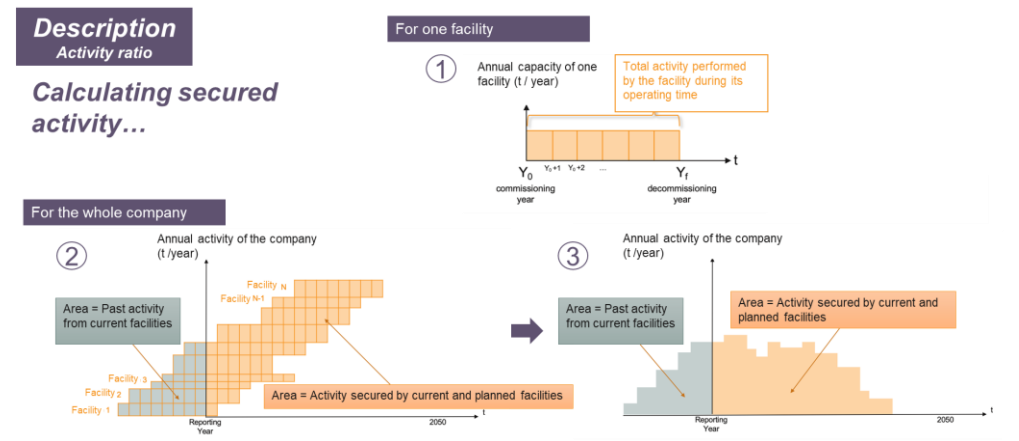 Description
Activity ratio
Calculating secured
activity…
For one facility
1
Annual capacity of one
facility (t / year)
Total activity performed
by the facility during its
operating time
t
Y0
Y0 +1
Y0 +2
...
Yf
commissioning
year
decommissioning
year
For the whole company
2
Annual activity of the company
(t /year)
Facility N
Facility N-1
Area = Past activity
from current facilities
Facility 3
Facility 2
Facility 1
Area = Activity secured by current and planned facilities
t
Reporting
Year
2050
3
Annual activity of the company
(t /year)
Area = Past activity
from current facilities
Area = Activity secured by current and
planned facilities
t
Reporting
Year
2050